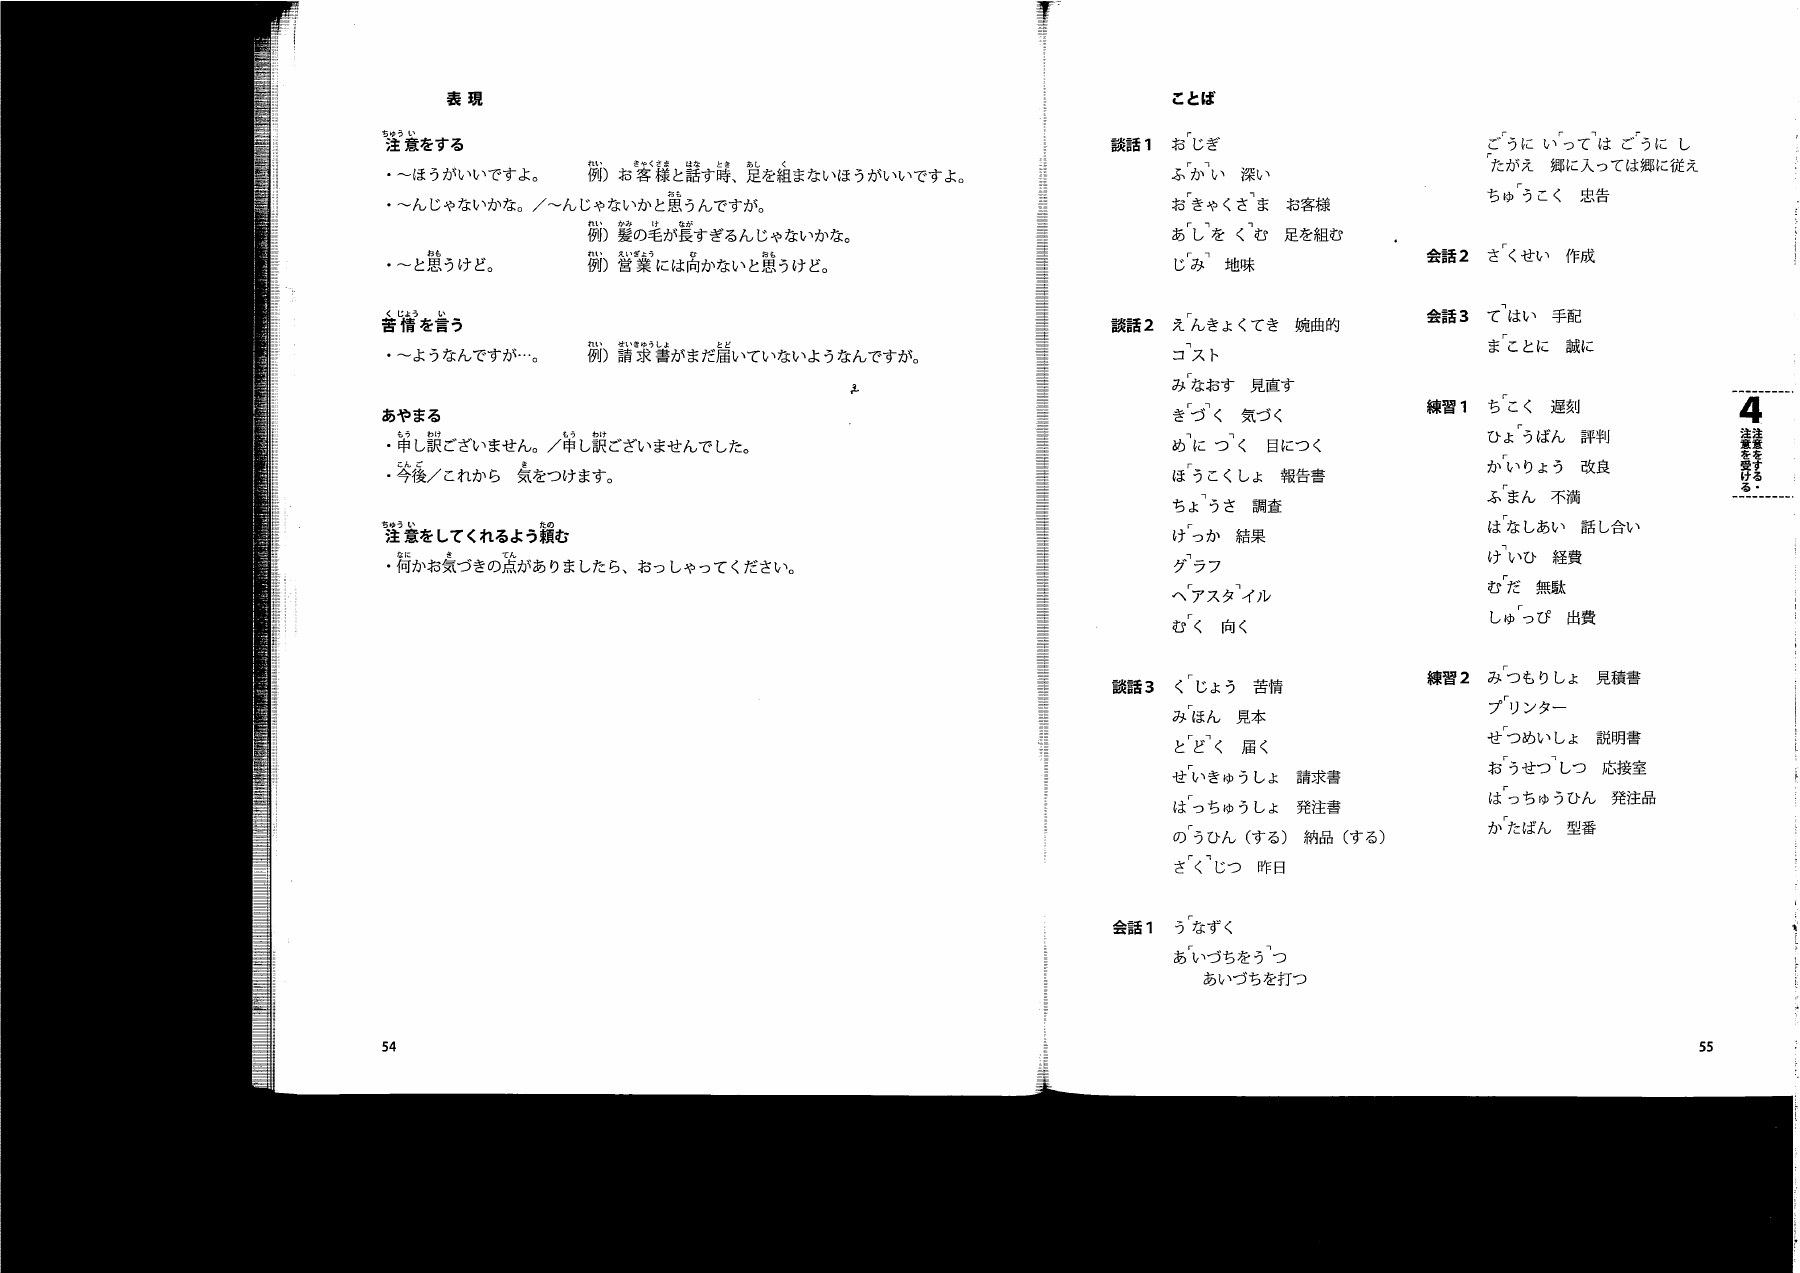 表現
注意をする
・〜ほうがいいですよ。 例）お客様と話す時、足を組まないほうがいいですよ。
・〜んじゃないかな。／〜んじゃないかと思うんですが。
例）髪の毛が長すぎるんじゃないかな。
・〜と思うけど。 例）営業には向かないと思うけど。
苦情を言う
・〜ようなんですが…。 例）請求書がまだ届いていないようなんですが。
あやまる
・申し訳ございません。／申し訳ございませんでした。
・今後／これから 気をつけます。
注意をしてくれるよう頼む
・何かお気づきの点がありましたら、おっしゃってください。
54
ことば
談話1 お「じぎ
ふ「か」い 深い
お「きゃくさ」ま お客様
あ「し」を く「む 足を組む
じ「み」 地味
談話2 え「んきょくてき 婉曲的
コ」スト
み「なおす 見直す
き「づ」く 気づく
め」に つ」く 目につく
ほ「うこくしょ 報告書
ちょ「うさ 調査
け「っか 結果
グ」ラフ
ヘ「アスタ」イル
む「く 向く
談話3 く「じょう 苦情
み「ほん 見本
と「ど」く 届く
せ「いきゅうしょ 請求書
は「っちゅうしょ 発注書
の「うひん（する） 納品（する）
さ「く」じつ 昨日
会話1 う「なずく
あ「いづちをう」つ
あいづちを打つ
ご「うに い「って」は ご「うに し
「たがえ 郷に入っては郷に従え
ちゅ「うこく 忠告
会話2 さ「くせい 作成
会話3 て」はい 手配
ま「ことに 誠に
練習1 ち「こく 遅刻
ひょ「うばん 評判
か「いりょう 改良
ふ「まん 不満
は「なしあい 話し合い
け」いひ 経費
む「だ 無駄
しゅ「っぴ 出費
練習2 み「つもりしょ 見積書
プ「リンター
せ「つめいしょ 説明書
お「うせつ」しつ 応接室
は「っちゅうひん 発注品
か「たばん 型番
4
注意をする・
注意を受ける
55